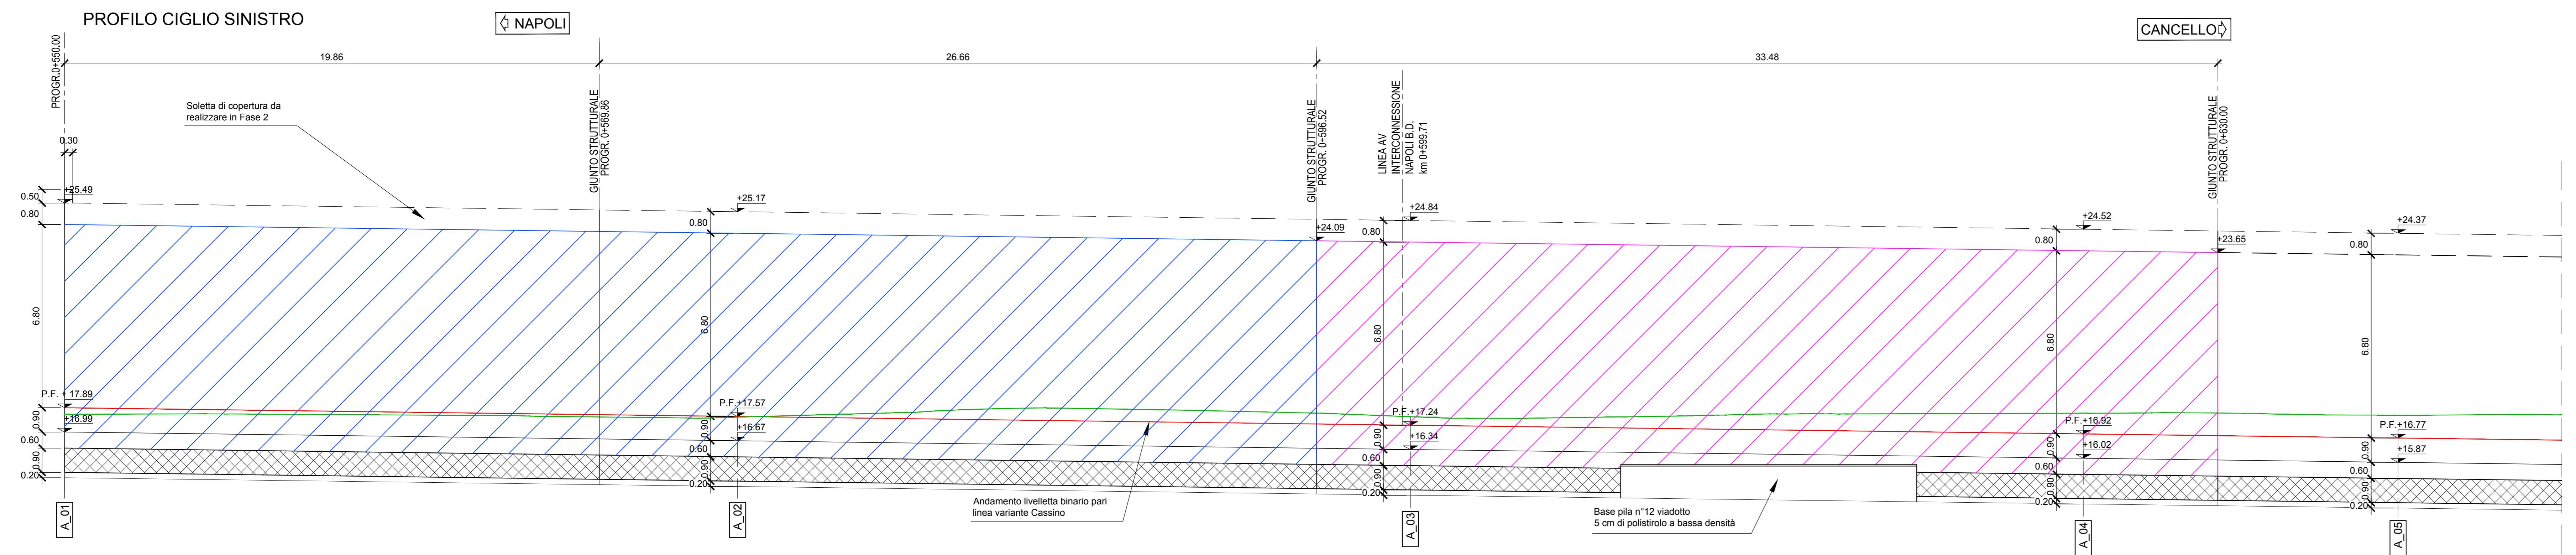 PROFILO CIGLIO SINISTRO
NAPOLI
CANCELLO
PROGR.0+550.00
19.86
26.66
33.48
GIUNTO STRUTTURALE
PROGR. 0+569.86
GIUNTO STRUTTURALE
PROGR. 0+596.52
LINEA AV
INTERCONNESSIONE
NAPOLI B.D.
km 0+599.71
GIUNTO STRUTTURALE
PROGR. 0+630.00
Soletta di copertura da
realizzare in Fase 2
0.30
0.50
+25.49
0.80
6.80
P.F. + 17.89
0.90
+16.99
0.60
0.90
0.20
A_01
+25.17
0.80
6.80
P.F.+17.57
0.90
+16.67
0.60
0.90
0.20
A_02
+24.09
+24.84
0.80
6.80
P.F.+17.24
0.90
+16.34
0.60
0.90
0.20
A_03
+24.52
0.80
6.80
P.F.+16.92
0.90
+16.02
0.60
0.90
0.20
A_04
+23.65
+24.37
0.80
6.80
P.F.+16.77
0.90
+15.87
0.60
0.90
0.20
A_05
Andamento livelletta binario pari
linea variante Cassino
Base pila n°12 viadotto
5 cm di polistirolo a bassa densità